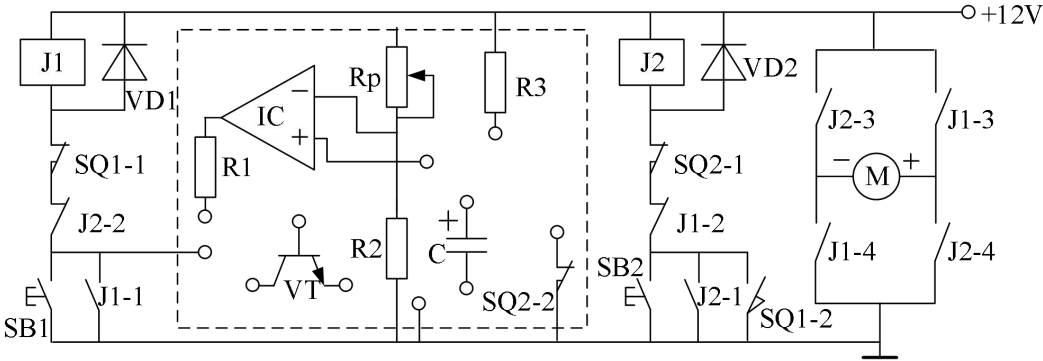 +12V
J1
VD1
SQ1-1
J2-2
J1-1
SB1
Rp
IC
−
+
R1
R3
R2
VT
+
C
SQ2-2
J2
VD2
SQ2-1
J1-2
SB2
J2-1
SQ1-2
J2-3
J1-3
−
M
+
J1-4
J2-4